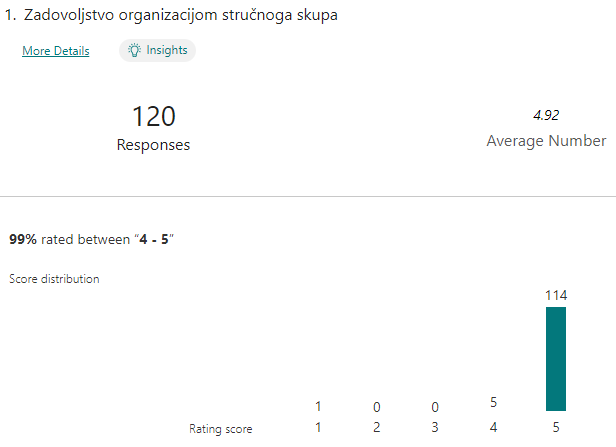 1. Zadovoljstvo organizacijom stručnoga skupa
More Details Insights
120 4.92
Responses Average Number
99% rated between “4 - 5”
Score distribution
114
1 0 0 5
Rating score 1 2 3 4 5